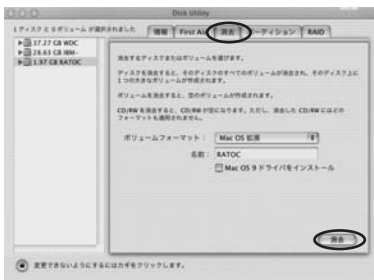 Disk Utility
1ディスクと0ボリュームが選択されました
情報
First Aid
消去
パーティション
RAID
37.27 GB WDC
28.63 GB IBM-
1.97 GB RATOC
消去するディスクまたはボリュームを選びます。
ディスクを消去すると、そのディスクのすべてのボリュームが消去され、そのディスク上に
1つの大きなボリュームが作成されます。
ボリュームを消去すると、空のボリュームが作成されます。
CD/RWを消去すると、CD/RWが空になります。ただし、消去したCD/RWにはどの
フォーマットも適用されません。
ボリュームフォーマット： Mac OS 拡張
名前： RATOC
Mac OS 9 ドライバをインストール
消去
変更できないようにするにはカギをクリックします。